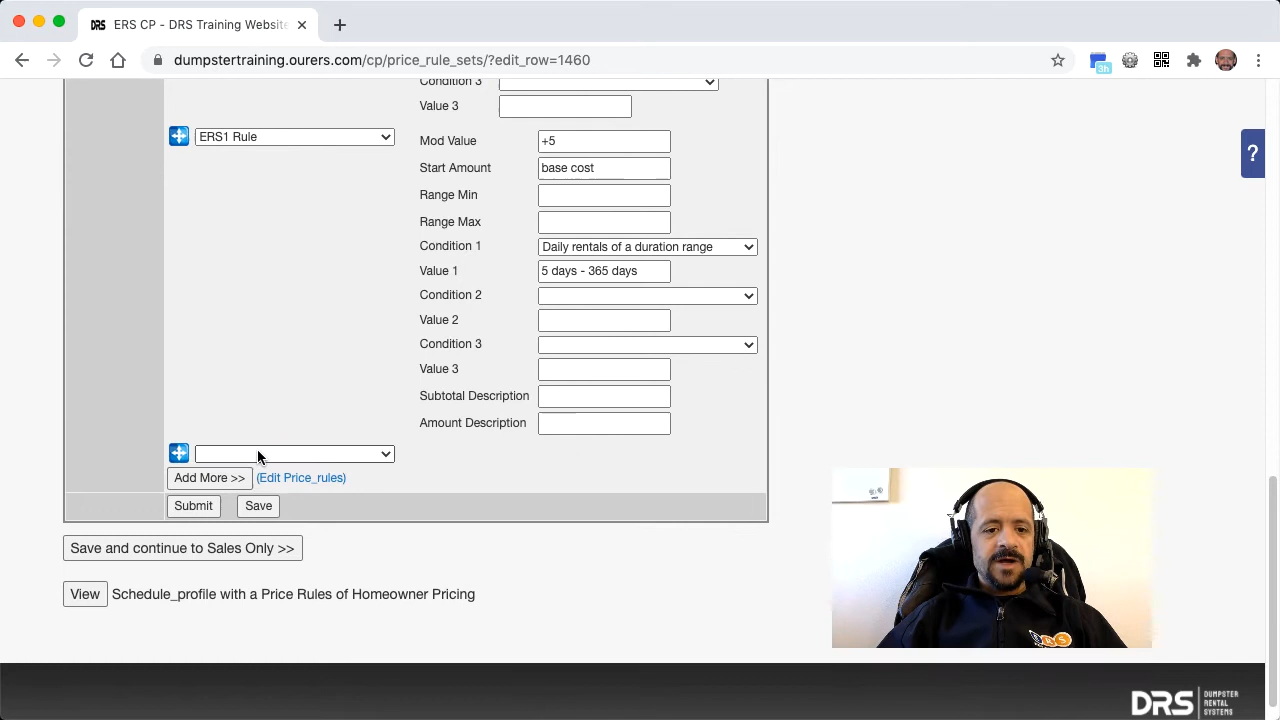 DRS ERS CP - DRS Training Website
dumpstertraining.ourers.com/cp/price_rule_sets/?edit_row=1460
3h
Condition 3
Value 3
?
ERS1 Rule
Mod Value +5
Start Amount base cost
Range Min
Range Max
Condition 1 Daily rentals of a duration range
Value 1 5 days - 365 days
Condition 2
Value 2
Condition 3
Value 3
Subtotal Description
Amount Description
Add More >> (Edit Price_rules)
Submit Save
Save and continue to Sales Only >>
View Schedule_profile with a Price Rules of Homeowner Pricing
DRS DUMPSTER
RENTAL
SYSTEMS